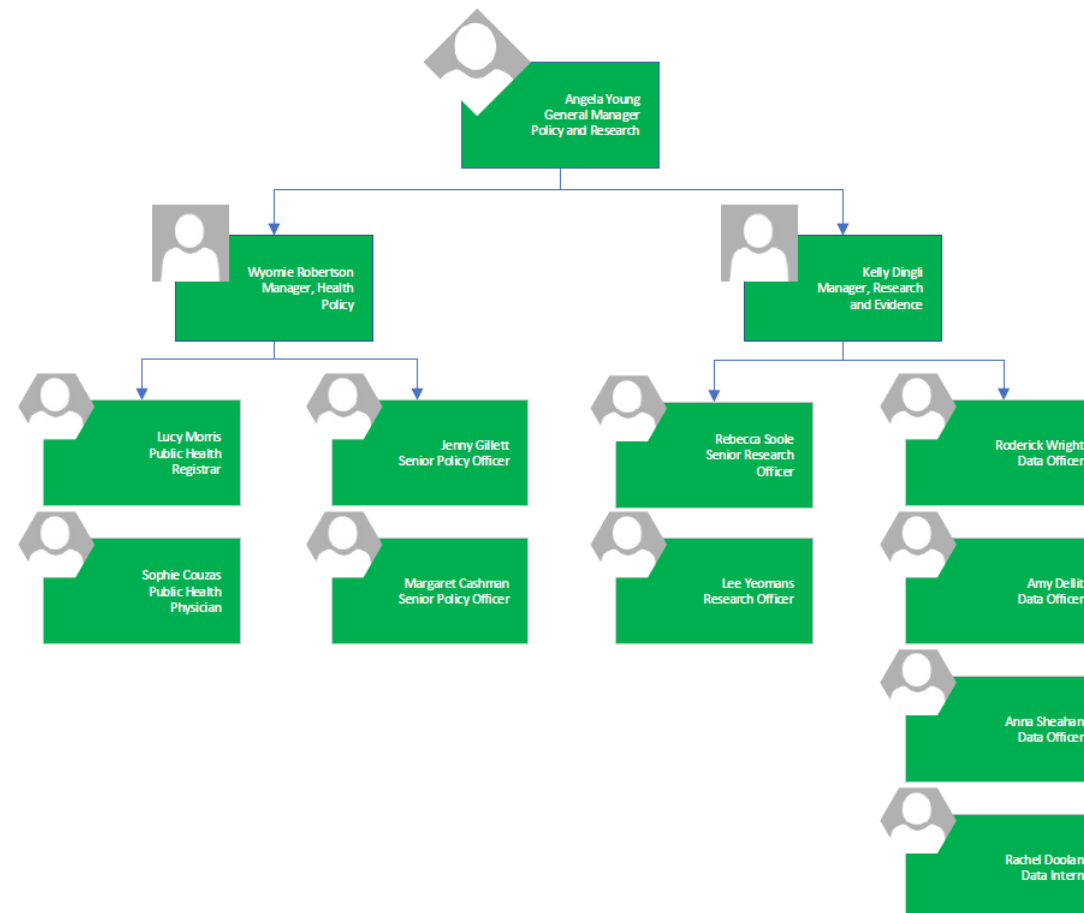 Angela Young
General Manager
Policy and Research
Wyomie Robertson
Manager, Health
Policy
Kelly Dingli
Manager, Research
and Evidence
Lucy Morris
Public Health
Registrar
Jenny Gillett
Senior Policy Officer
Rebecca Soole
Senior Research
Officer
Roderick Wright
Data Officer
Sophie Couzas
Public Health
Physician
Margaret Cashman
Senior Policy Officer
Lee Yeomans
Research Officer
Amy Dellit
Data Officer
Anna Sheahan
Data Officer
Rachel Doolan
Data Intern